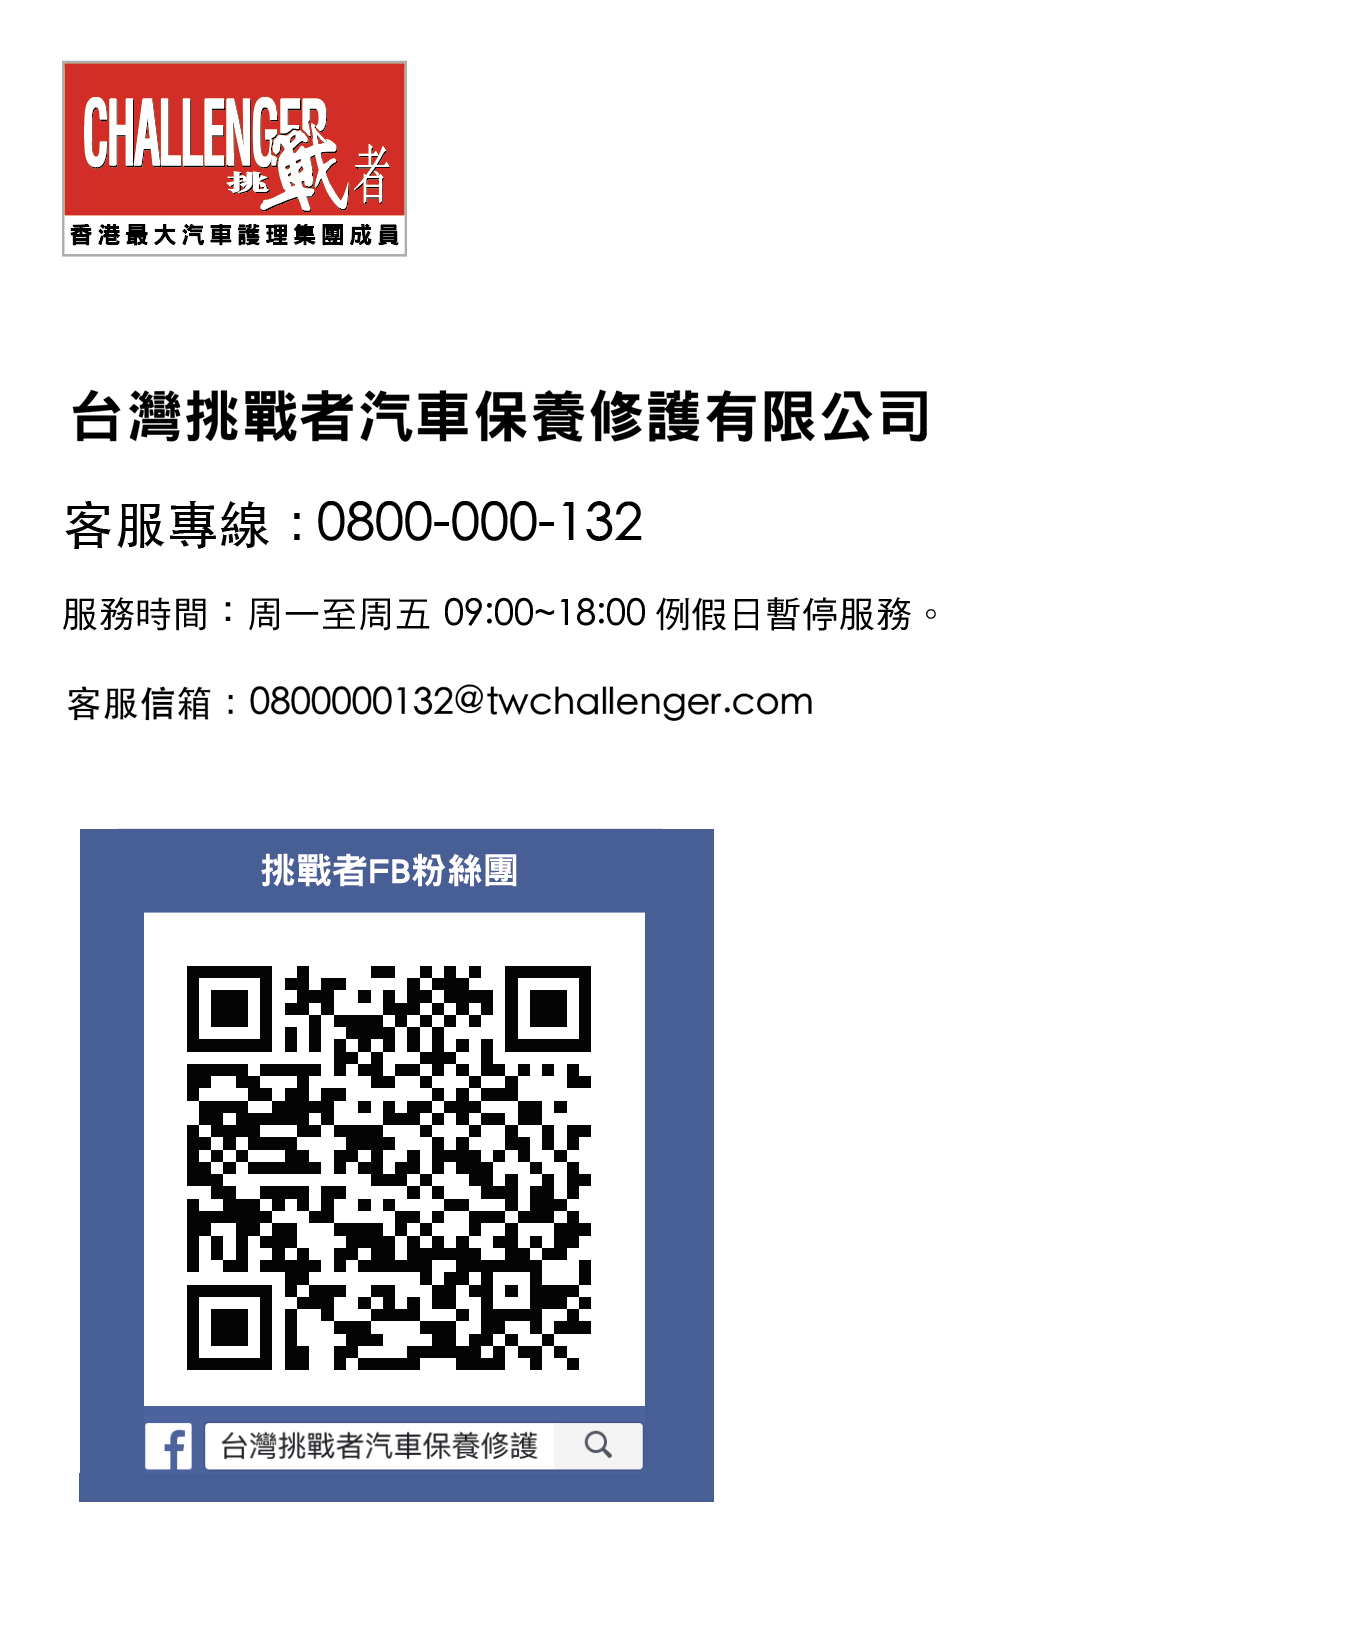 CHALLENGER
挑戰者
香港最大汽車護理集團成員
台灣挑戰者汽車保養修護有限公司
客服專線：0800-000-132
服務時間：周一至周五 09:00~18:00 例假日暫停服務。
客服信箱：0800000132@twchallenger.com
挑戰者FB粉絲團
台灣挑戰者汽車保養修護